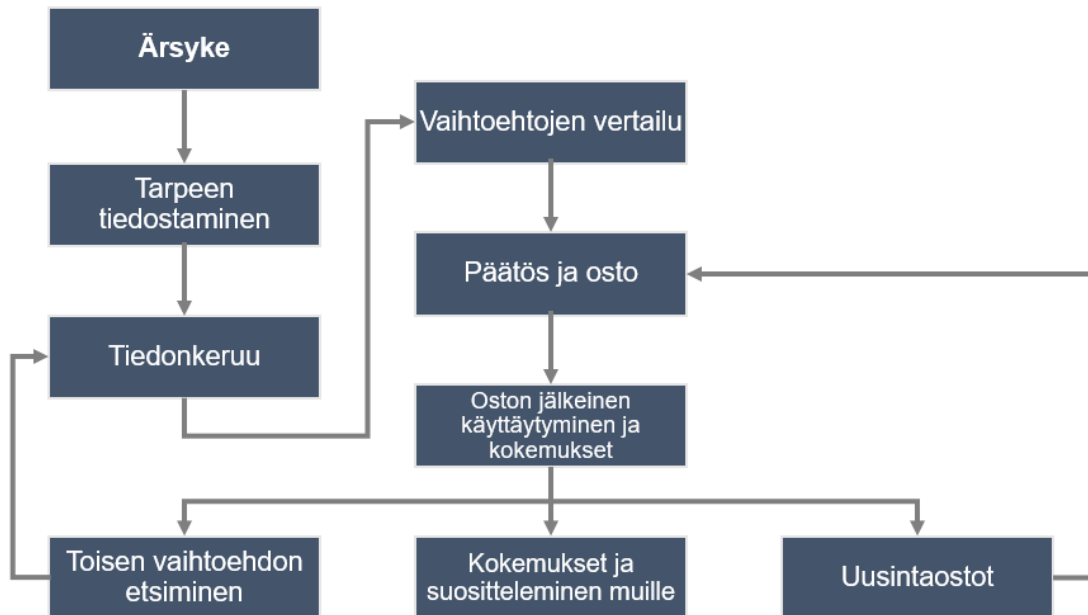 Ärsyke
Tarpeen
tiedostaminen
Tiedonkeruu
Vaihtoehtojen vertailu
Päätös ja osto
Oston jälkeinen
käyttäytyminen ja
kokemukset
Toisen vaihtoehdon
etsiminen
Kokemukset ja
suositteleminen muille
Uusintaostot